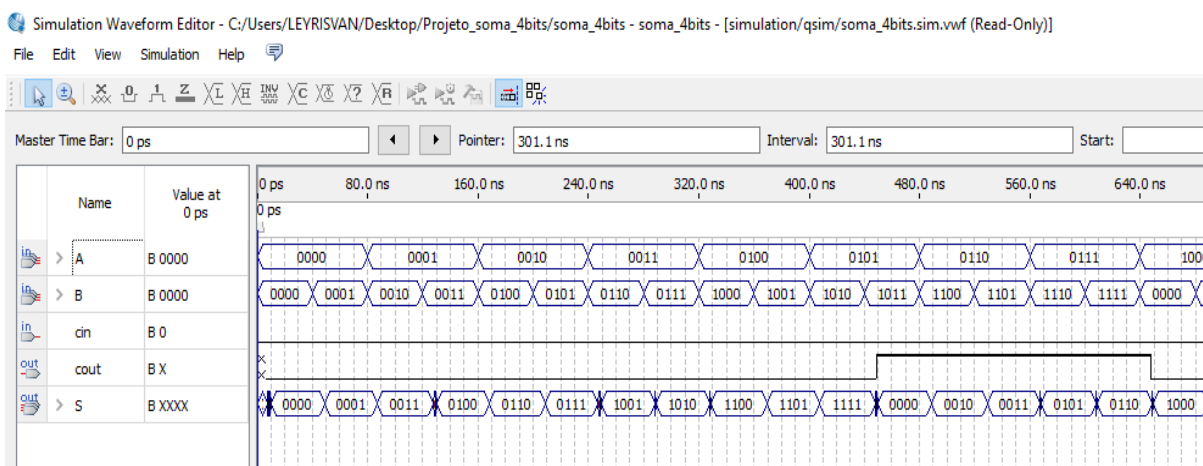 Simulation Waveform Editor - C:/Users/LEYRISVAN/Desktop/Projeto_soma_4bits/soma_4bits - soma_4bits - [simulation/qsim/soma_4bits.sim.vwf (Read-Only)]
File Edit View Simulation Help
Master Time Bar: 0 ps Pointer: 301.1 ns Interval: 301.1 ns Start:
Name Value at 0 ps
0 ps 80.0 ns 160.0 ns 240.0 ns 320.0 ns 400.0 ns 480.0 ns 560.0 ns 640.0 ns
0 ps
in A B 0000 0000 0001 0010 0011 0100 0101 0110 0111 100
in B B 0000 0000 0001 0010 0011 0100 0101 0110 0111 1000 1001 1010 1011 1100 1101 1110 1111 0000
in cin B 0
out cout B X
out S B XXXX 0000 0001 0011 0100 0110 0111 1001 1010 1100 1101 1111 0000 0010 0011 0101 0110 1000